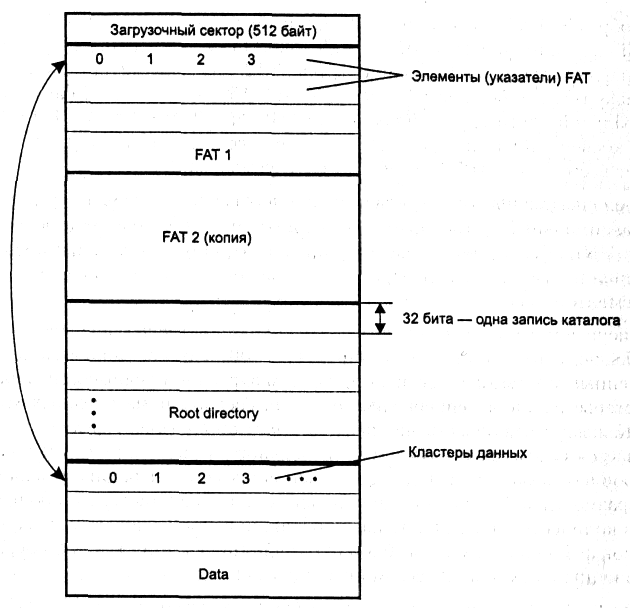 Загрузочный сектор (512 байт)
0 1 2 3
Элементы (указатели) FAT
FAT 1
FAT 2 (копия)
32 бита — одна запись каталога
Root directory
Кластеры данных
0 1 2 3 • • •
Data